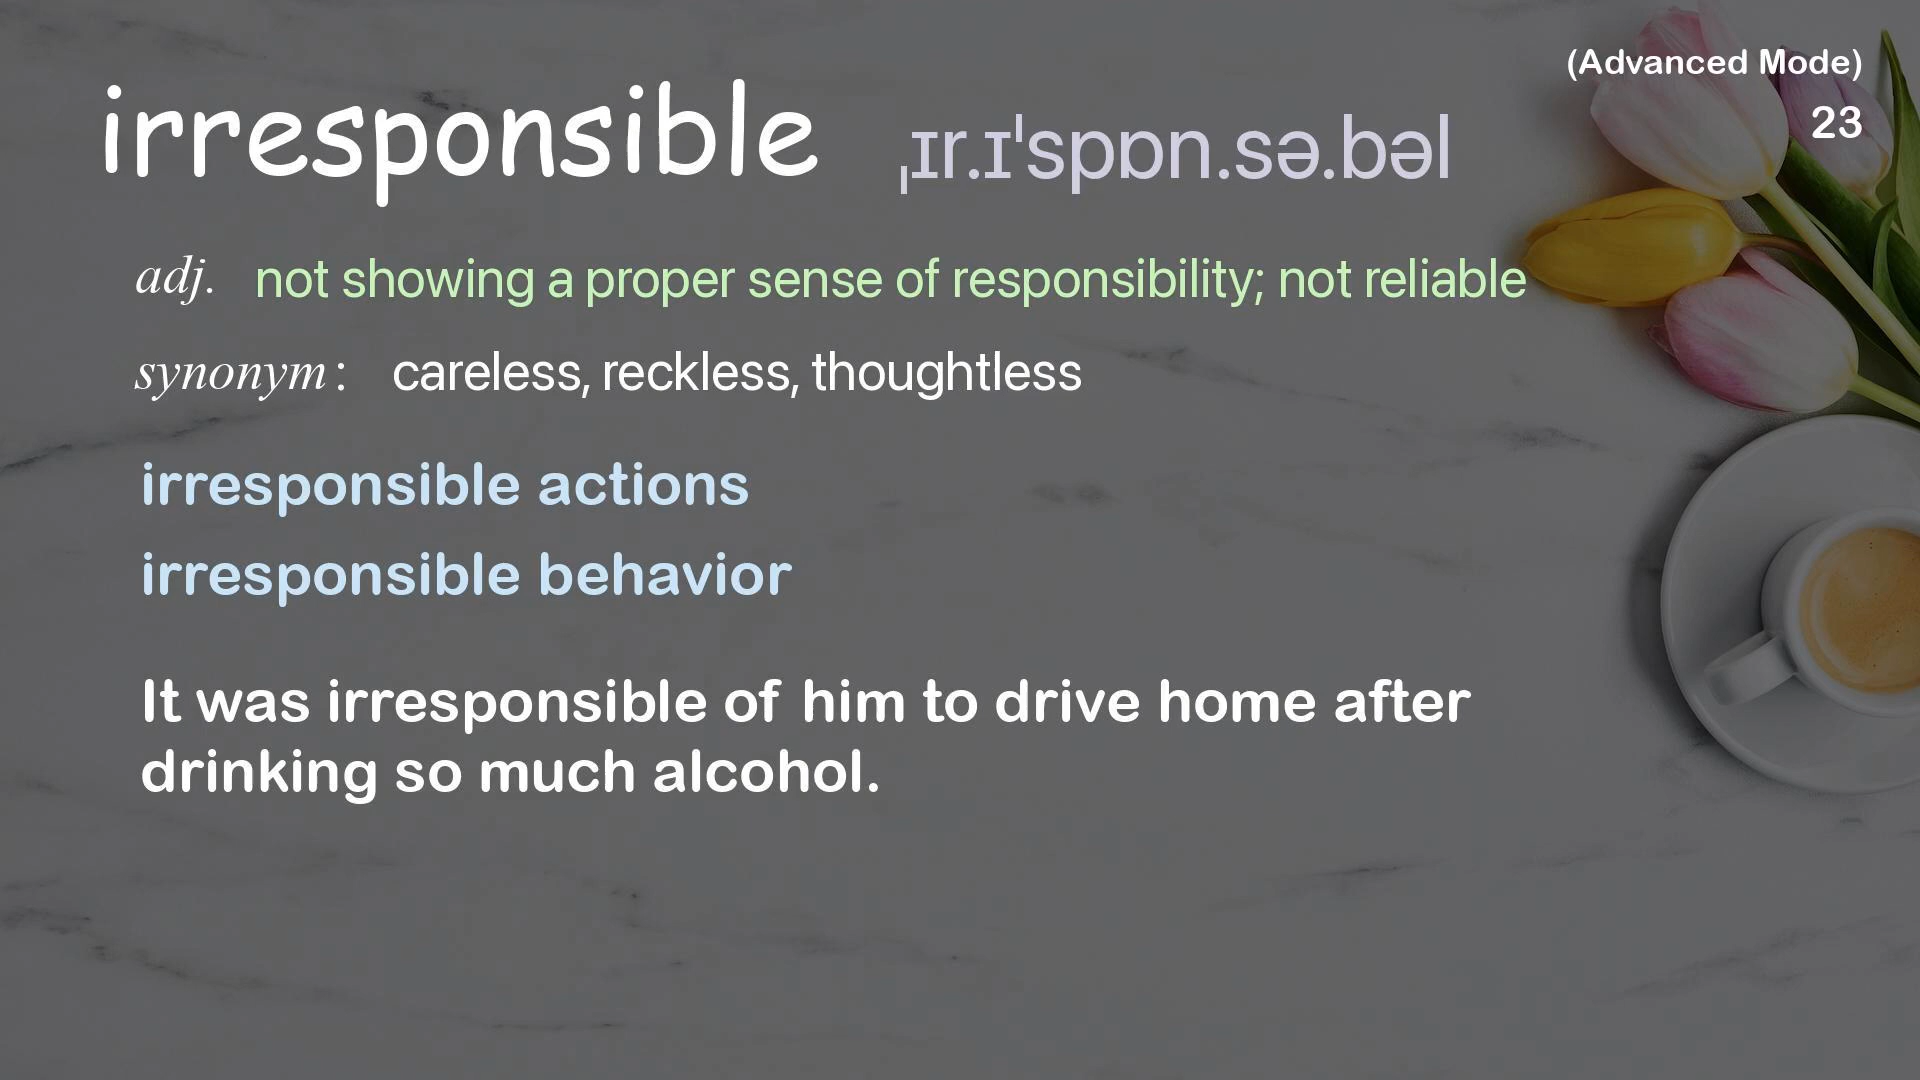 (Advanced Mode)
irresponsible ˌɪr.ɪˈspɒn.sə.bəl
23
adj. not showing a proper sense of responsibility; not reliable
synonym : careless, reckless, thoughtless
irresponsible actions
irresponsible behavior
It was irresponsible of him to drive home after
drinking so much alcohol.